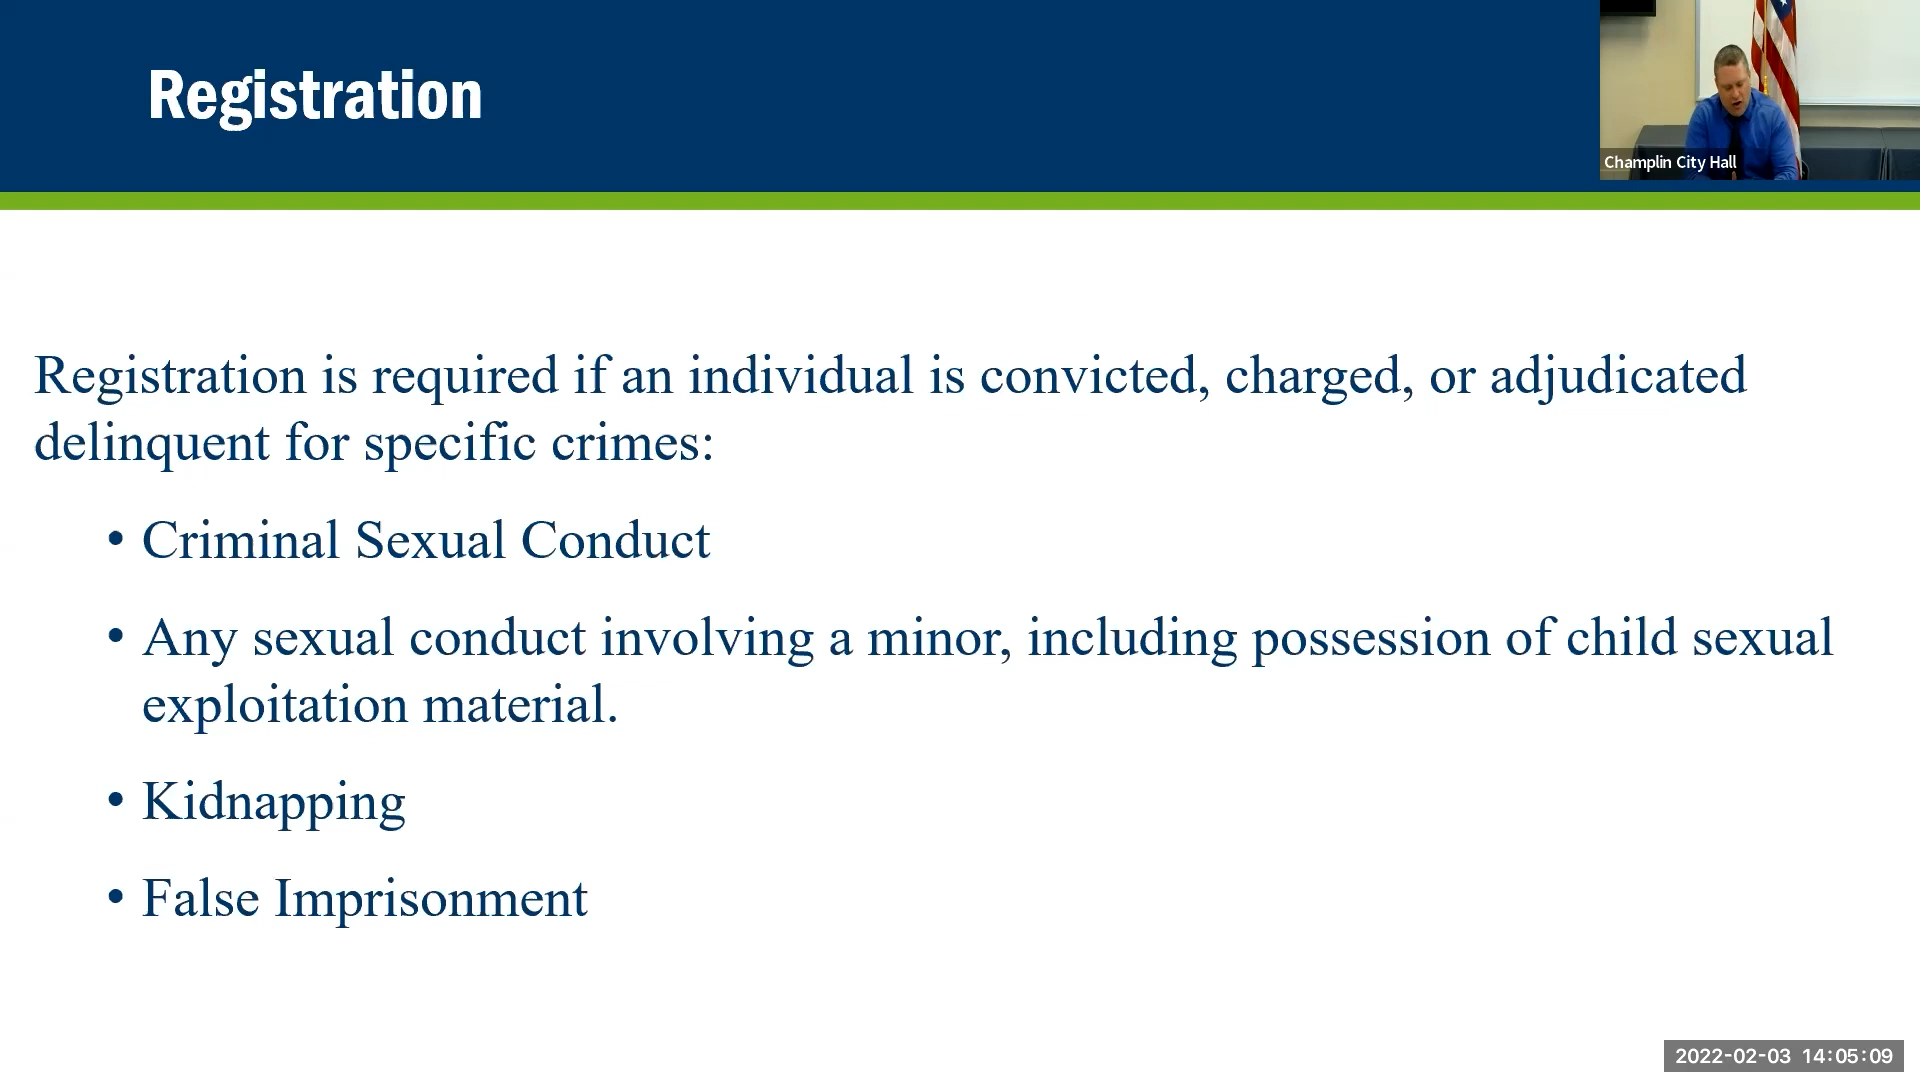 Registration
Champlin City Hall
Registration is required if an individual is convicted, charged, or adjudicated
delinquent for specific crimes:
• Criminal Sexual Conduct
• Any sexual conduct involving a minor, including possession of child sexual
exploitation material.
• Kidnapping
• False Imprisonment
2022-02-03 14:05:09